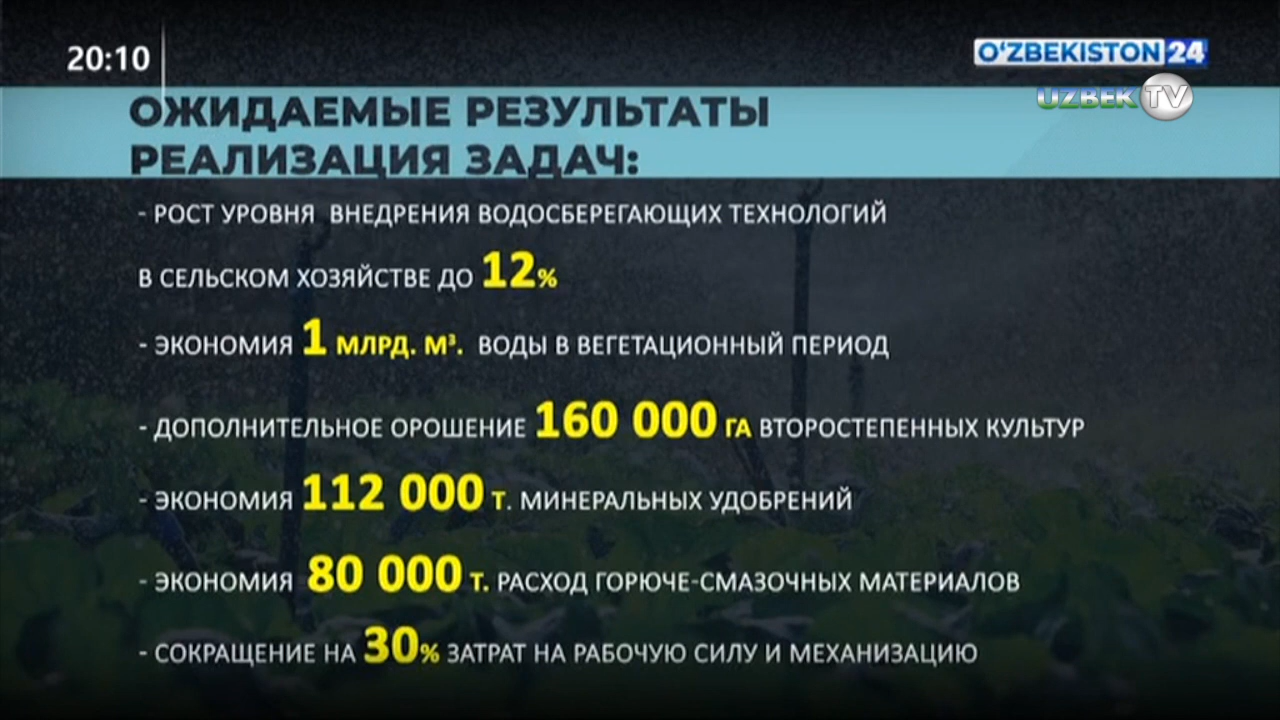 20:10
O'ZBEKISTON 24
UZBEK TV
ОЖИДАЕМЫЕ РЕЗУЛЬТАТЫ
РЕАЛИЗАЦИЯ ЗАДАЧ:
- РОСТ УРОВНЯ ВНЕДРЕНИЯ ВОДОСБЕРЕГАЮЩИХ ТЕХНОЛОГИЙ
В СЕЛЬСКОМ ХОЗЯЙСТВЕ ДО 12%
- ЭКОНОМИЯ 1 МЛРД. М³. ВОДЫ В ВЕГЕТАЦИОННЫЙ ПЕРИОД
- ДОПОЛНИТЕЛЬНОЕ ОРОШЕНИЕ 160 000 ГА ВТОРОСТЕПЕННЫХ КУЛЬТУР
- ЭКОНОМИЯ 112 000 Т. МИНЕРАЛЬНЫХ УДОБРЕНИЙ
- ЭКОНОМИЯ 80 000 Т. РАСХОД ГОРЮЧЕ-СМАЗОЧНЫХ МАТЕРИАЛОВ
- СОКРАЩЕНИЕ НА 30% ЗАТРАТ НА РАБОЧУЮ СИЛУ И МЕХАНИЗАЦИЮ